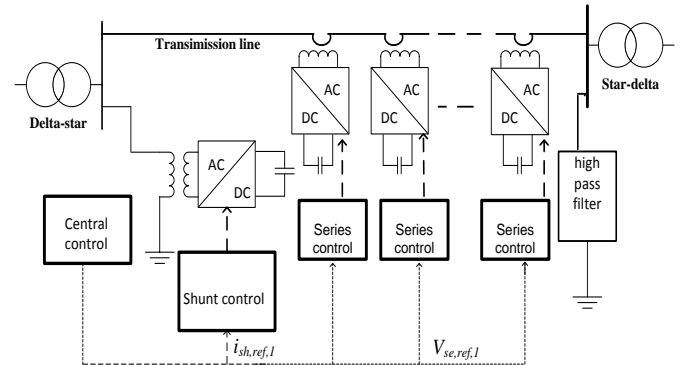 Transimission line
Delta-star
Star-delta
AC
DC
AC
DC
AC
DC
AC
DC
high
pass
filter
Central
control
Shunt control
Series
control
Series
control
Series
control
i_{sh,ref,1}
V_{se,ref,1}